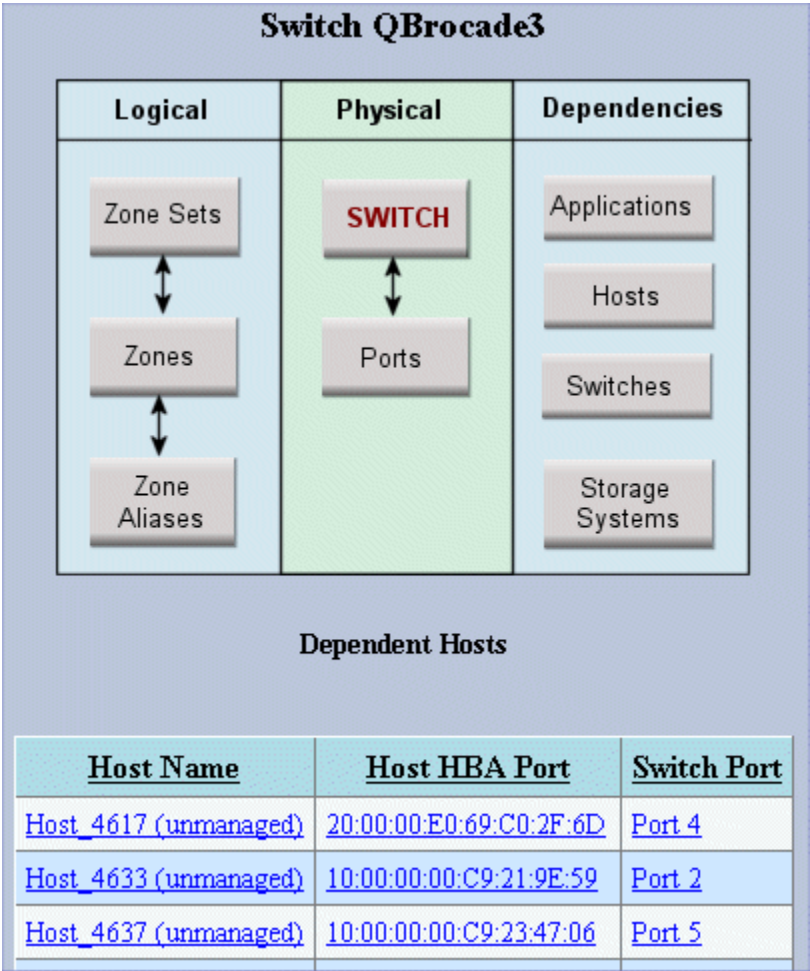 Switch QBrocade3
Logical
Physical
Dependencies
Zone Sets
SWITCH
Applications
Hosts
Zones
Ports
Switches
Zone
Aliases
Storage
Systems
Dependent Hosts
Host Name
Host HBA Port
Switch Port
Host_4617 (unmanaged)
20:00:00:E0:69:C0:2F:6D
Port 4
Host_4633 (unmanaged)
10:00:00:00:C9:21:9E:59
Port 2
Host_4637 (unmanaged)
10:00:00:00:C9:23:47:06
Port 5